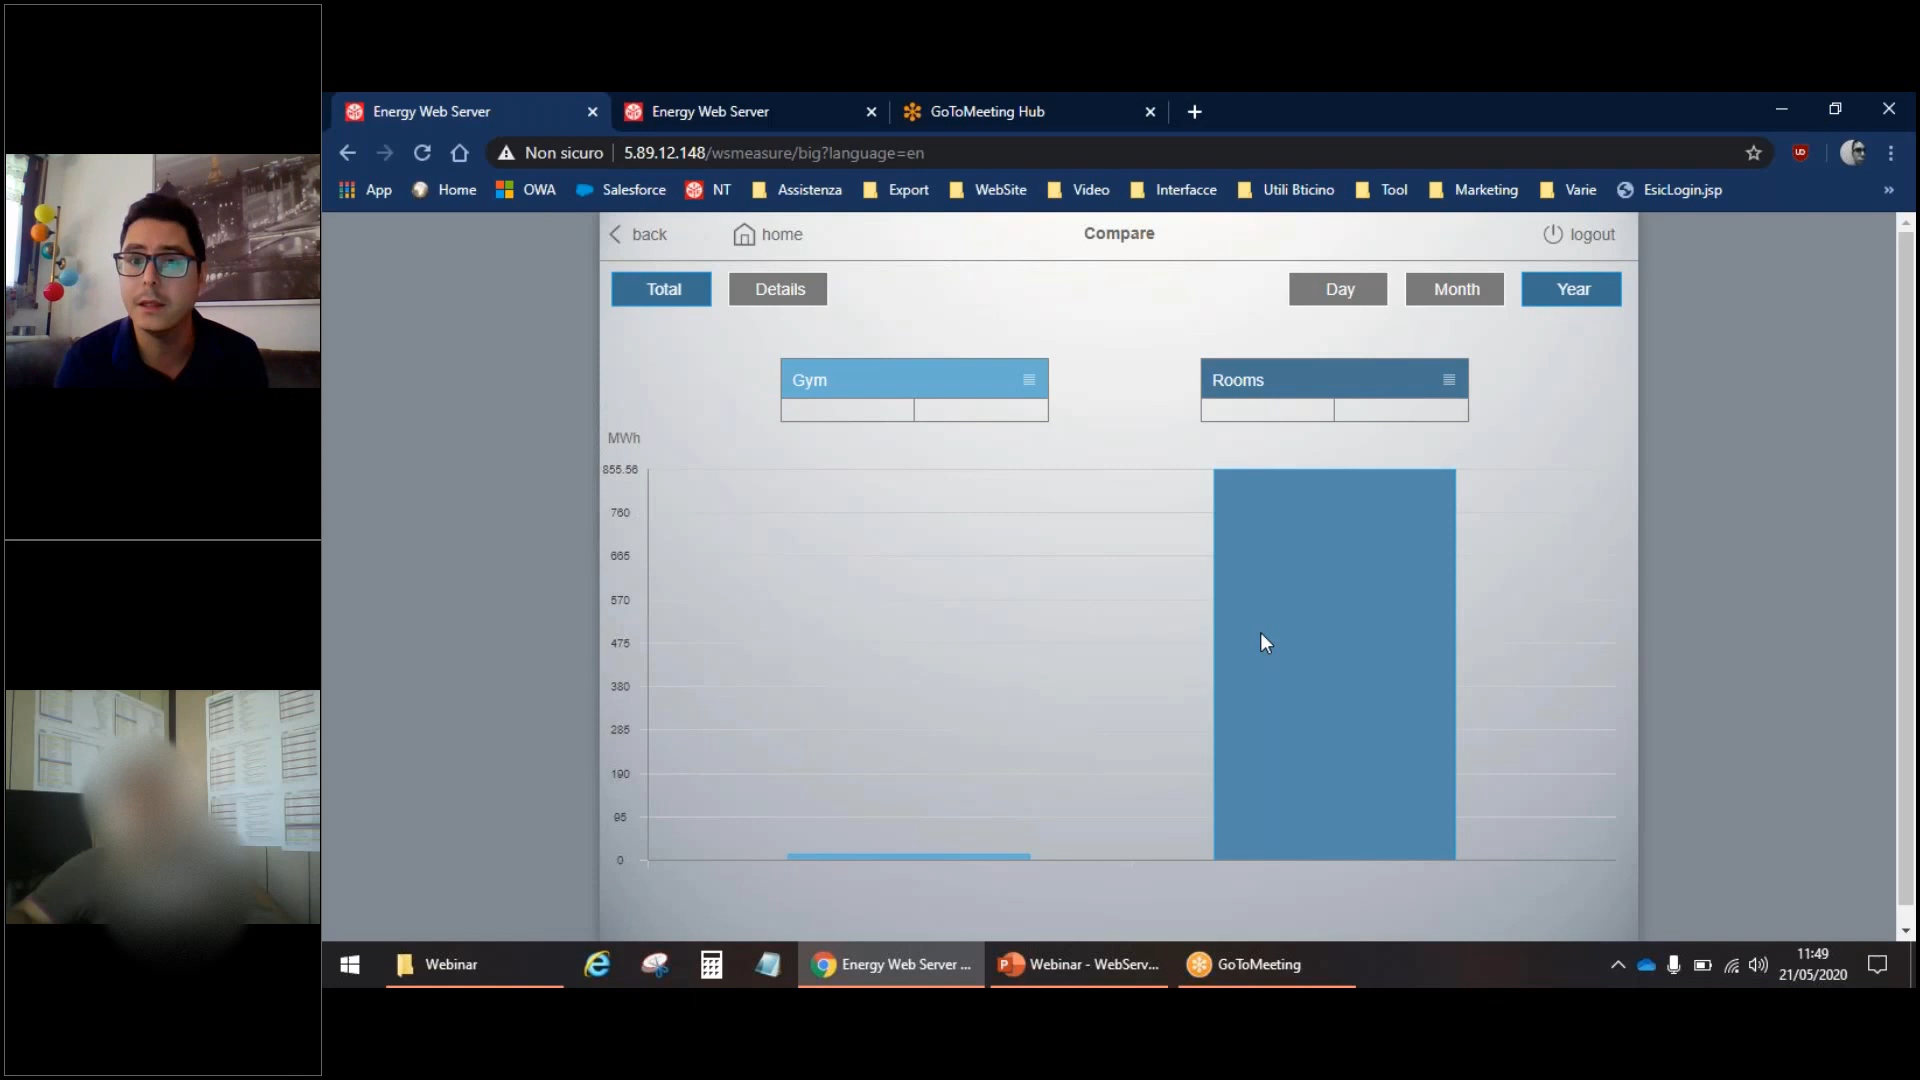 Energy Web Server
Energy Web Server
GoToMeeting Hub
Non sicuro
5.89.12.148/wsmeasure/big?language=en
App
Home
OWA
Salesforce
NT
Assistenza
Export
WebSite
Video
Interfacce
Utili Bticino
Tool
Marketing
Varie
EsicLogin.jsp
»
back
home
Compare
logout
Total
Details
Day
Month
Year
Gym
Rooms
MWh
855.56
760
665
570
475
380
285
190
95
0
Webinar
Energy Web Server ...
Webinar - WebServ...
GoToMeeting
11:49
21/05/2020